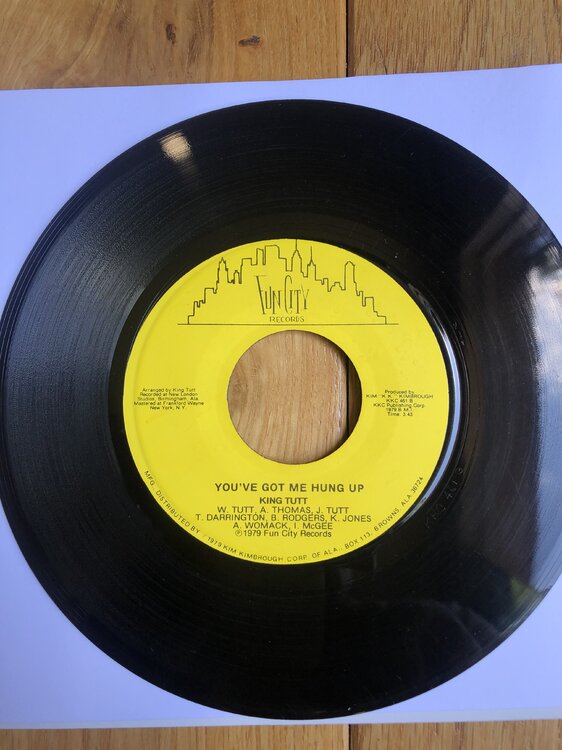 FUN CITY
RECORDS
Arranged by King Tutt
Recorded at New London
Studios, Birmingham, Ala.
Mastered at Frankford Wayne
New York, N.Y.
Produced by
KIM "K.K." KIMBROUGH
KKC 461 B
KKC Publishing Corp.
1979 B.M.I.
Time: 3:43
YOU'VE GOT ME HUNG UP
KING TUTT
W. TUTT, A. THOMAS, J. TUTT
T. DARRINGTON, B. RODGERS, K. JONES
A. WOMACK, I. McGEE
℗1979 Fun City Records
MFG. DISTRIBUTED BY ℗1979 KIM KIMBROUGH CORP. OF ALA., BOX 113, BROWNS, ALA. 36724